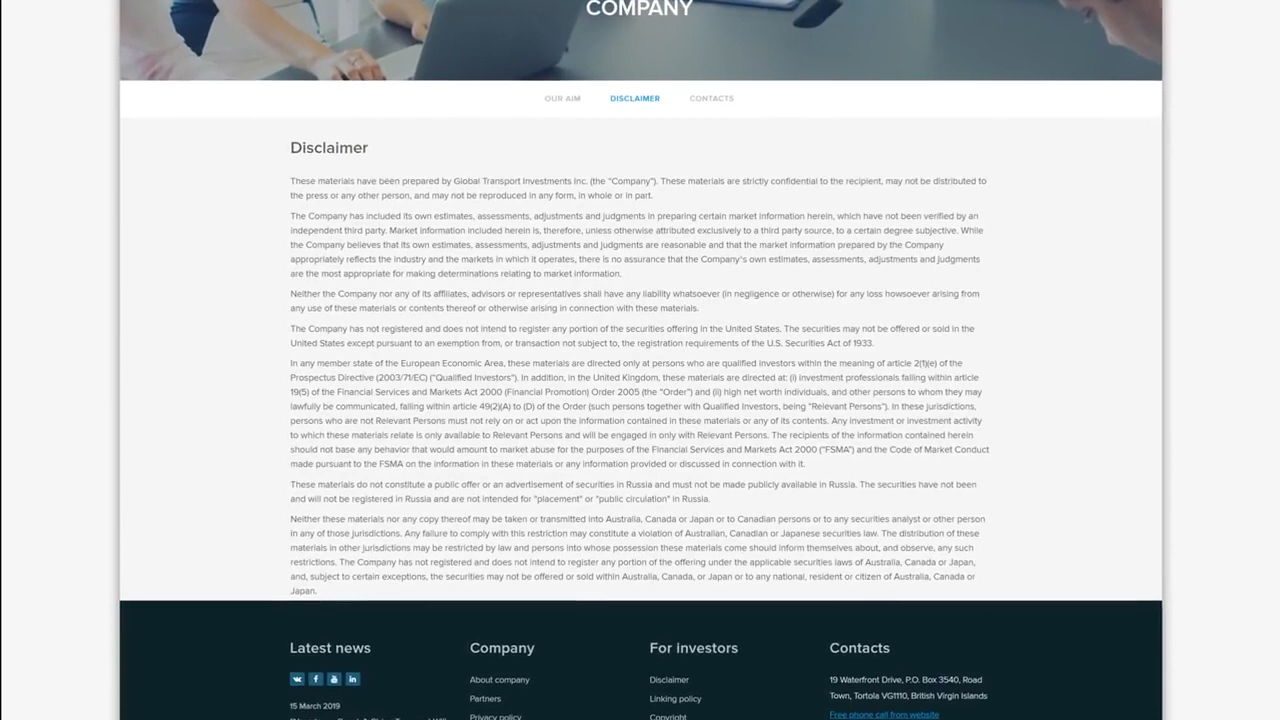 COMPANY
OUR AIM DISCLAIMER CONTACTS
Disclaimer
These materials have been prepared by Global Transport Investments Inc. (the “Company”). These materials are strictly confidential to the recipient, may not be distributed to
the press or any other person, and may not be reproduced in any form, in whole or in part.
The Company has included its own estimates, assessments, adjustments and judgments in preparing certain market information herein, which have not been verified by an
independent third party. Market information included herein is, therefore, unless otherwise attributed exclusively to a third party source, to a certain degree subjective. While
the Company believes that its own estimates, assessments, adjustments and judgments are reasonable and that the market information prepared by the Company
appropriately reflects the industry and the markets in which it operates, there is no assurance that the Company's own estimates, assessments, adjustments and judgments
are the most appropriate for making determinations relating to market information.
Neither the Company nor any of its affiliates, advisors or representatives shall have any liability whatsoever (in negligence or otherwise) for any loss howsoever arising from
any use of these materials or contents thereof or otherwise arising in connection with these materials.
The Company has not registered and does not intend to register any portion of the securities offering in the United States. The securities may not be offered or sold in the
United States except pursuant to an exemption from, or transaction not subject to, the registration requirements of the U.S. Securities Act of 1933.
In any member state of the European Economic Area, these materials are directed only at persons who are qualified investors within the meaning of article 2(1)(e) of the
Prospectus Directive (2003/71/EC) (“Qualified Investors”). In addition, in the United Kingdom, these materials are directed at: (i) investment professionals falling within article
19(5) of the Financial Services and Markets Act 2000 (Financial Promotion) Order 2005 (the “Order”) and (ii) high net worth individuals, and other persons to whom they may
lawfully be communicated, falling within article 49(2)(A) to (D) of the Order (such persons together with Qualified Investors, being “Relevant Persons”). In these jurisdictions,
persons who are not Relevant Persons must not rely on or act upon the information contained in these materials or any of its contents. Any investment or investment activity
to which these materials relate is only available to Relevant Persons and will be engaged in only with Relevant Persons. The recipients of the information contained herein
should not base any behavior that would amount to market abuse for the purposes of the Financial Services and Markets Act 2000 (“FSMA”) and the Code of Market Conduct
made pursuant to the FSMA on the information in these materials or any information provided or discussed in connection with it.
These materials do not constitute a public offer or an advertisement of securities in Russia and must not be made publicly available in Russia. The securities have not been
and will not be registered in Russia and are not intended for "placement" or "public circulation" in Russia.
Neither these materials nor any copy thereof may be taken or transmitted into Australia, Canada or Japan or to Canadian persons or to any securities analyst or other person
in any of those jurisdictions. Any failure to comply with this restriction may constitute a violation of Australian, Canadian or Japanese securities law. The distribution of these
materials in other jurisdictions may be restricted by law and persons into whose possession these materials come should inform themselves about, and observe, any such
restrictions. The Company has not registered and does not intend to register any portion of the offering under the applicable securities laws of Australia, Canada or Japan,
and, subject to certain exceptions, the securities may not be offered or sold within Australia, Canada, or Japan or to any national, resident or citizen of Australia, Canada or
Japan.
Latest news
15 March 2019
Company
About company
Partners
Privacy policy
For investors
Disclaimer
Linking policy
Copyright
Contacts
19 Waterfront Drive, P.O. Box 3540, Road
Town, Tortola VG1110, British Virgin Islands
Free phone call from website